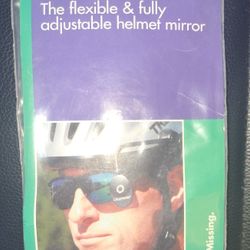 The flexible & fully
adjustable helmet mirror
Missing.